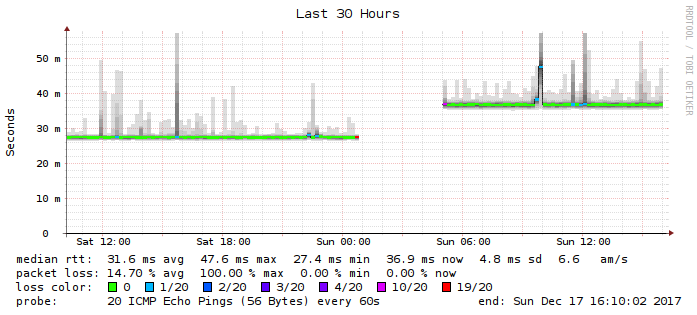 Last 30 Hours
RRDTOOL / TOBI OETIKER
Seconds
50 m
40 m
30 m
20 m
10 m
0
Sat 12:00 Sat 18:00 Sun 00:00 Sun 06:00 Sun 12:00
median rtt: 31.6 ms avg 47.6 ms max 27.4 ms min 36.9 ms now 4.8 ms sd 6.6 am/s
packet loss: 14.70 % avg 100.00 % max 0.00 % min 0.00 % now
loss color: 0 1/20 2/20 3/20 4/20 10/20 19/20
probe: 20 ICMP Echo Pings (56 Bytes) every 60s end: Sun Dec 17 16:10:02 2017